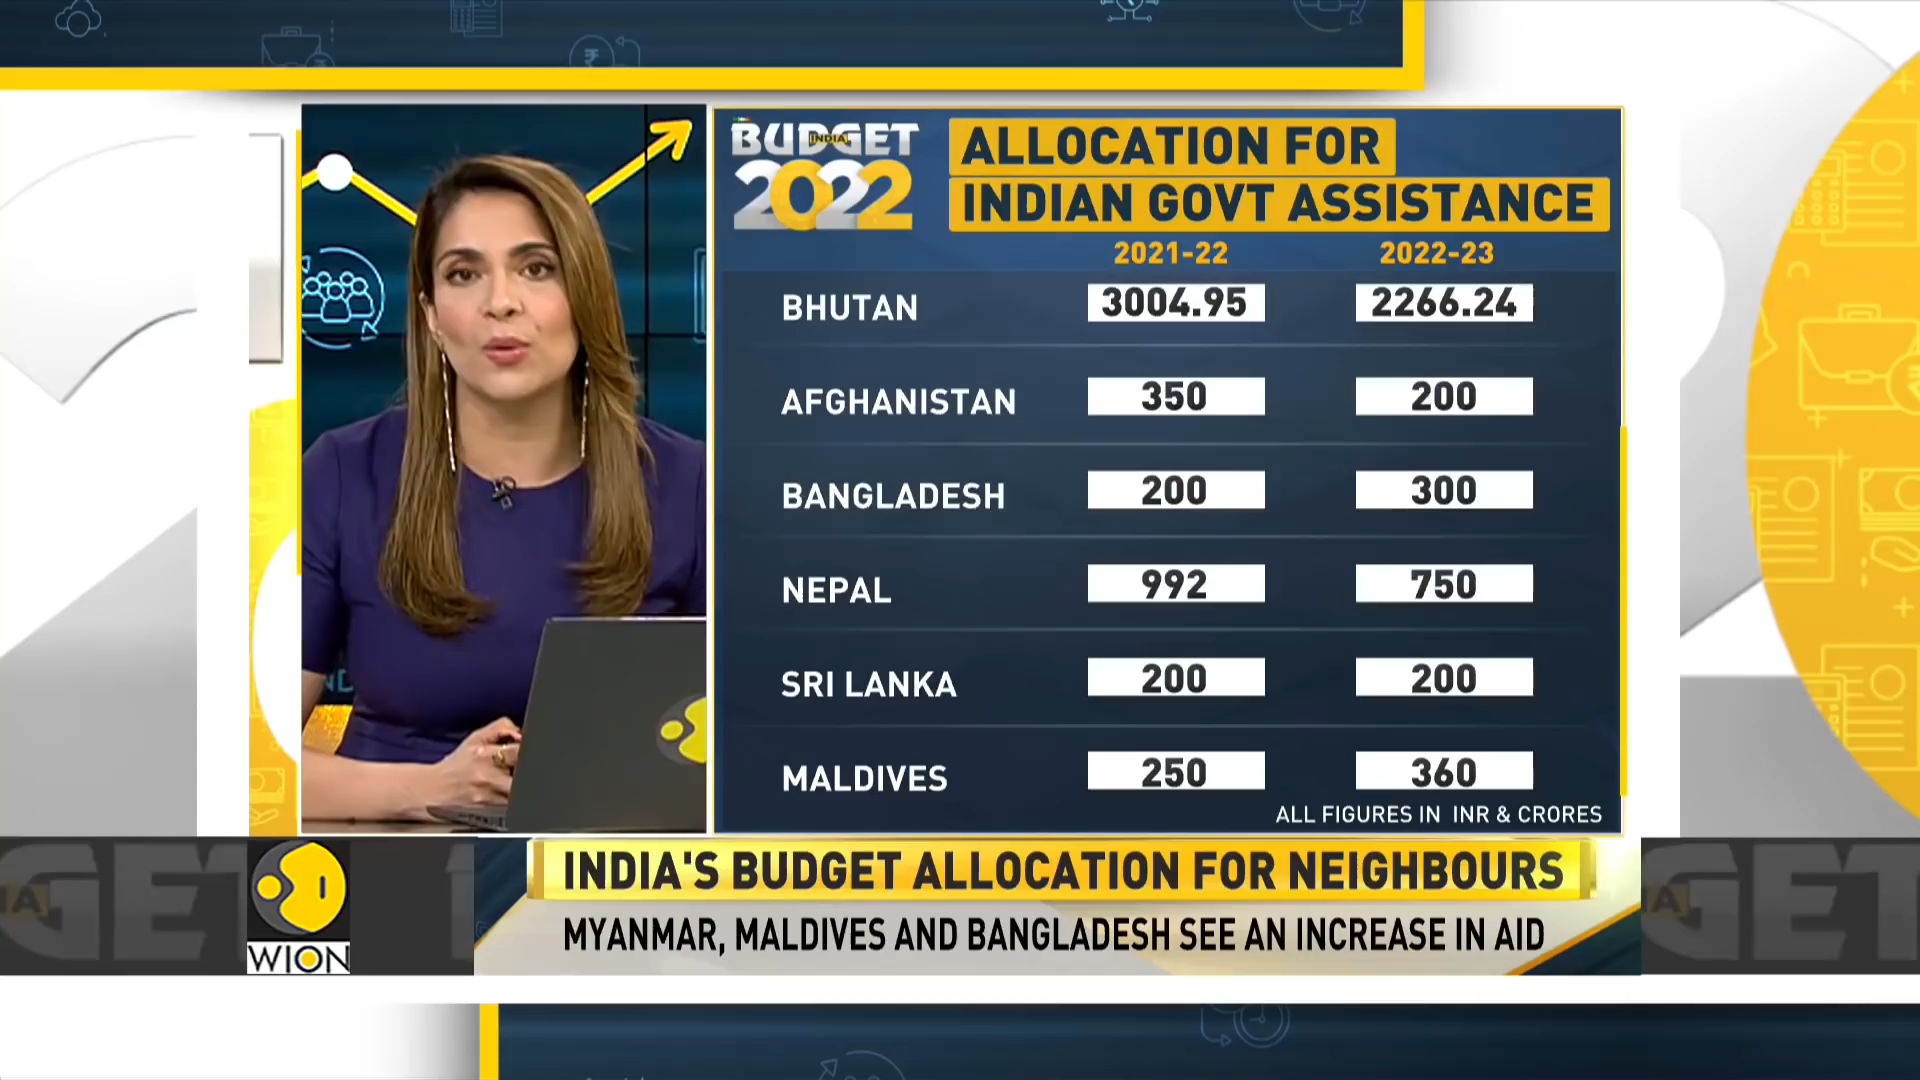 BUDGET
INDIA
2022
ALLOCATION FOR
INDIAN GOVT ASSISTANCE
2021-22 2022-23
BHUTAN 3004.95 2266.24
AFGHANISTAN 350 200
BANGLADESH 200 300
NEPAL 992 750
SRI LANKA 200 200
MALDIVES 250 360
ALL FIGURES IN INR & CRORES
INDIA'S BUDGET ALLOCATION FOR NEIGHBOURS
MYANMAR, MALDIVES AND BANGLADESH SEE AN INCREASE IN AID
WION